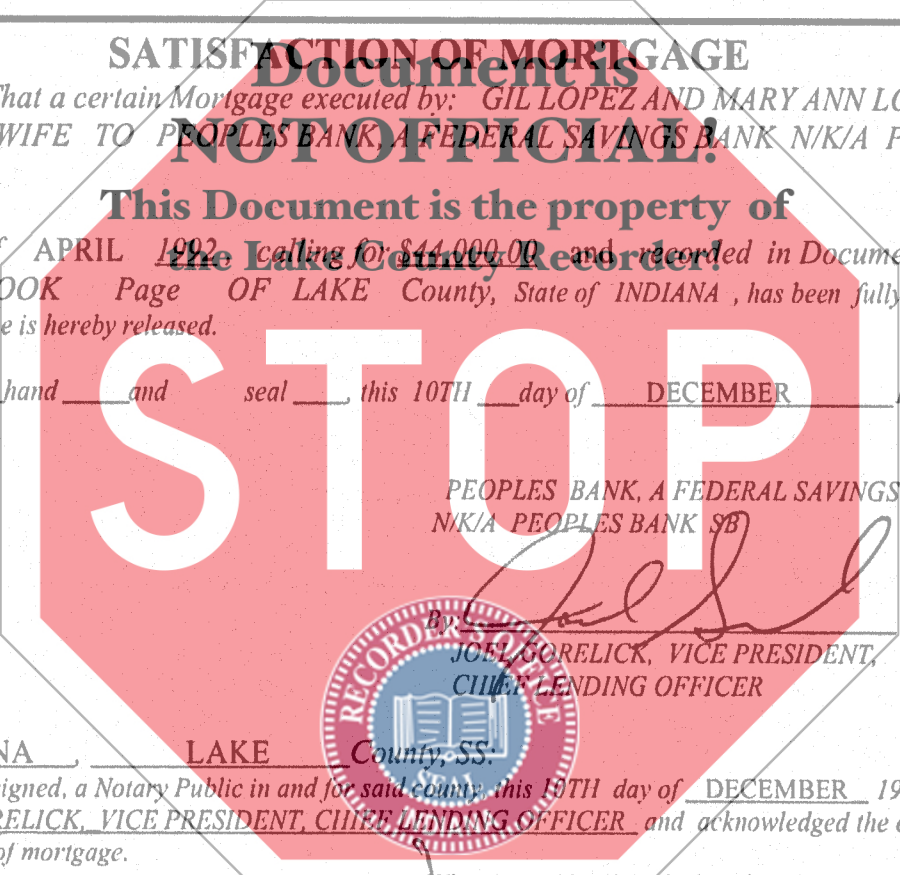 SATISFACTION OF MORTGAGE
Document is
That a certain Mortgage executed by: GIL LOPEZ AND MARY ANN LO
WIFE TO PEOPLES BANK, A FEDERAL SAVINGS BANK N/K/A P
NOT OFFICIAL!
This Document is the property of
the Lake County Recorder!
f APRIL 1992, calling for $44,000.00 and recorded in Docume
OOK Page OF LAKE County, State of INDIANA , has been fully
e is hereby released.
hand and seal , this 10TH day of DECEMBER
STOP
PEOPLES BANK, A FEDERAL SAVINGS
N/K/A PEOPLES BANK SB
By:
JOEL GORELICK, VICE PRESIDENT,
CHIEF LENDING OFFICER
RECORDER'S OFFICE
SEAL
NA , LAKE County, SS:
igned, a Notary Public in and for said county, this 10TH day of DECEMBER 19
RELICK, VICE PRESIDENT, CHIEF LENDING OFFICER and acknowledged the e
of mortgage.